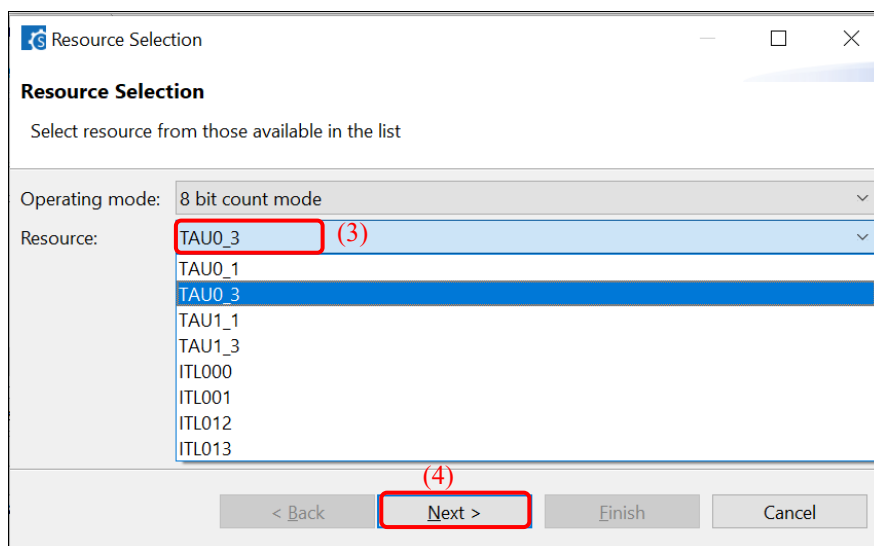 Resource Selection
Resource Selection
Select resource from those available in the list
Operating mode: 8 bit count mode
Resource: TAU0_3 (3)
TAU0_1
TAU0_3
TAU1_1
TAU1_3
ITL000
ITL001
ITL012
ITL013
(4)
< Back Next > Finish Cancel